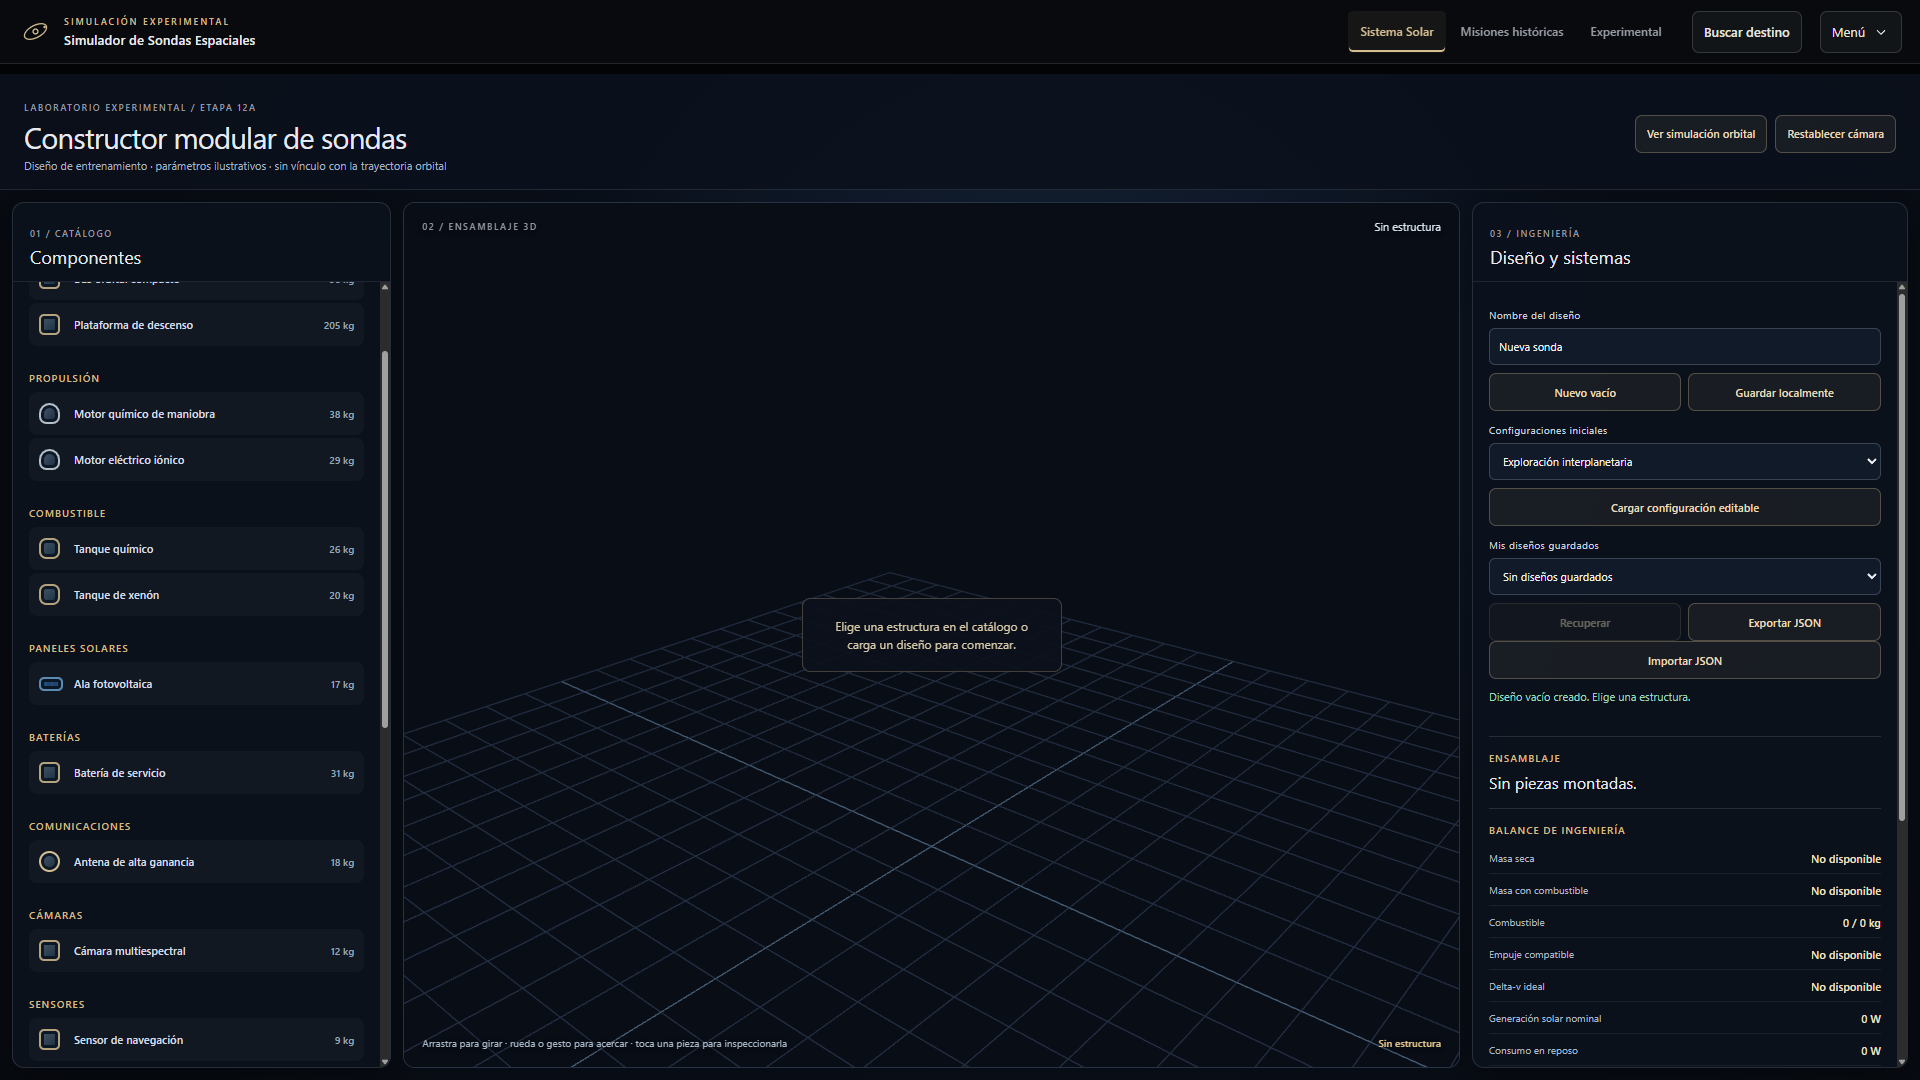 SIMULACIÓN EXPERIMENTAL
Simulador de Sondas Espaciales
Sistema Solar
Misiones históricas
Experimental
Buscar destino
Menú
LABORATORIO EXPERIMENTAL / ETAPA 12A
Constructor modular de sondas
Diseño de entrenamiento · parámetros ilustrativos · sin vínculo con la trayectoria orbital
Ver simulación orbital
Restablecer cámara
01 / CATÁLOGO
Componentes
Plataforma de descenso
205 kg
PROPULSIÓN
Motor químico de maniobra
38 kg
Motor eléctrico iónico
29 kg
COMBUSTIBLE
Tanque químico
26 kg
Tanque de xenón
20 kg
PANELES SOLARES
Ala fotovoltaica
17 kg
BATERÍAS
Batería de servicio
31 kg
COMUNICACIONES
Antena de alta ganancia
18 kg
CÁMARAS
Cámara multiespectral
12 kg
SENSORES
Sensor de navegación
9 kg
02 / ENSAMBLAJE 3D
Sin estructura
Elige una estructura en el catálogo o
carga un diseño para comenzar.
Arrastra para girar · rueda o gesto para acercar · toca una pieza para inspeccionarla
Sin estructura
03 / INGENIERÍA
Diseño y sistemas
Nombre del diseño
Nueva sonda
Nuevo vacío
Guardar localmente
Configuraciones iniciales
Exploración interplanetaria
Cargar configuración editable
Mis diseños guardados
Sin diseños guardados
Recuperar
Exportar JSON
Importar JSON
Diseño vacío creado. Elige una estructura.
ENSAMBLAJE
Sin piezas montadas.
BALANCE DE INGENIERÍA
Masa seca
No disponible
Masa con combustible
No disponible
Combustible
0 / 0 kg
Empuje compatible
No disponible
Delta-v ideal
No disponible
Generación solar nominal
0 W
Consumo en reposo
0 W